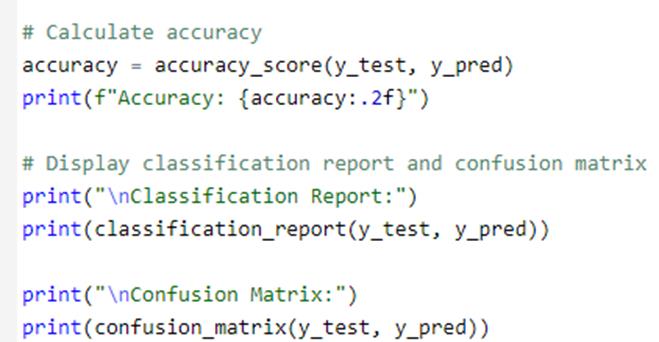 # Calculate accuracy
accuracy = accuracy_score(y_test, y_pred)
print(f"Accuracy: {accuracy:.2f}")
# Display classification report and confusion matrix
print("\nClassification Report:")
print(classification_report(y_test, y_pred))
print("\nConfusion Matrix:")
print(confusion_matrix(y_test, y_pred))